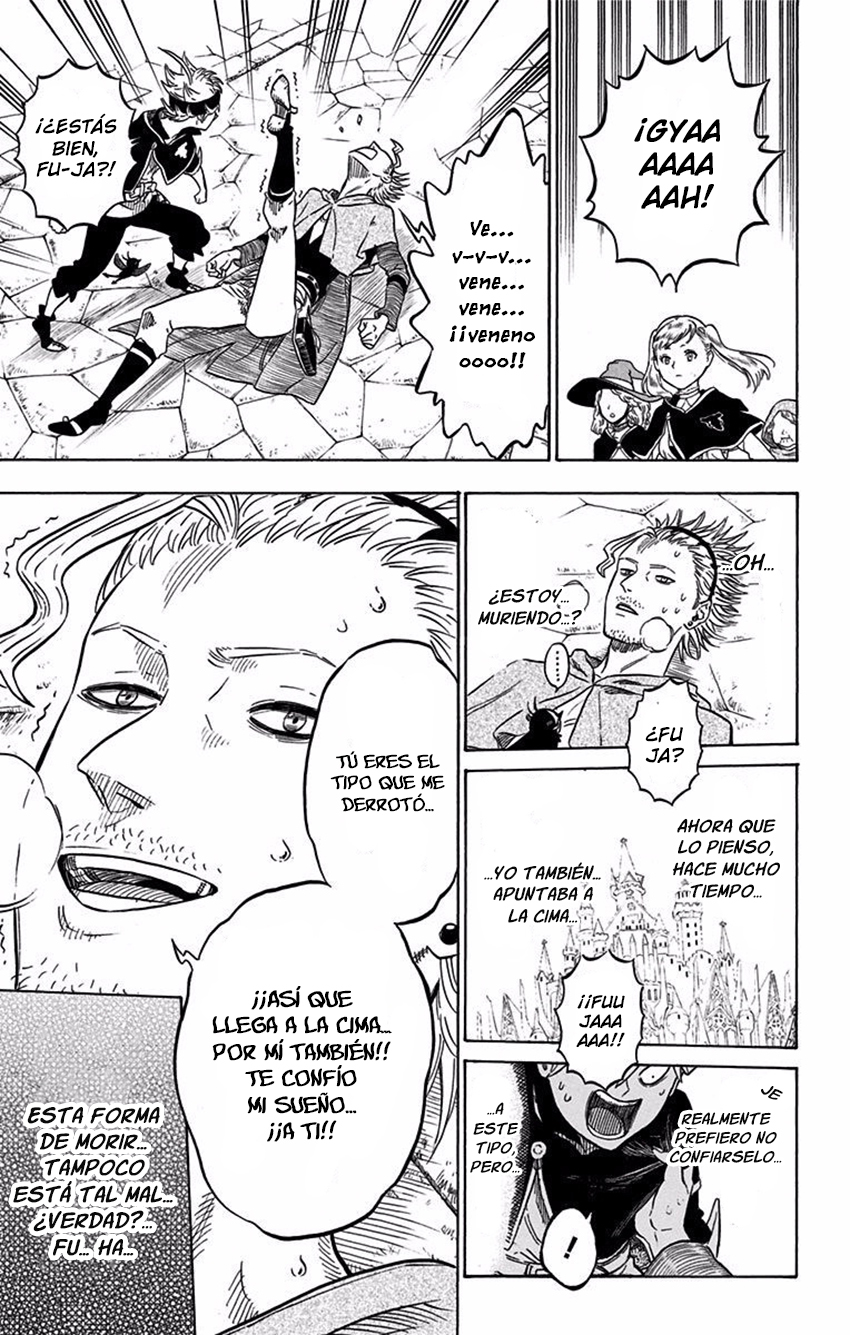 ¡GYAA
AAAA
AAH!
Ve...
v-v-v...
vene...
vene...
¡¡veneno
oooo!!
¡¿ESTÁS
BIEN,
FU-JA?!
...OH...
¿ESTOY...
MURIENDO...?
......
¿FU
JA?
AHORA QUE
LO PIENSO,
HACE MUCHO
TIEMPO...
...YO TAMBIÉN...
APUNTABA A
LA CIMA...
¡¡FUU
JAAA
AAA!!
JE
REALMENTE
PREFIERO NO
CONFIARSELO...
...A
ESTE
TIPO,
PERO...
!
TÚ ERES EL
TIPO QUE ME
DERROTÓ...
¡¡ASÍ QUE
LLEGA A LA CIMA...
POR MÍ TAMBIÉN!!
TE CONFÍO
MI SUEÑO...
¡¡A TI!!
ESTA FORMA
DE MORIR...
TAMPOCO
ESTÁ TAL MAL...
¿VERDAD?...
FU... HA...